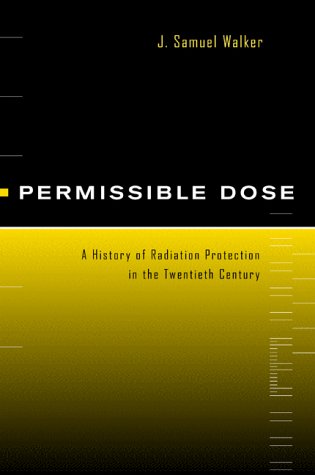 J. Samuel Walker
PERMISSIBLE DOSE
A History of Radiation Protection
in the Twentieth Century